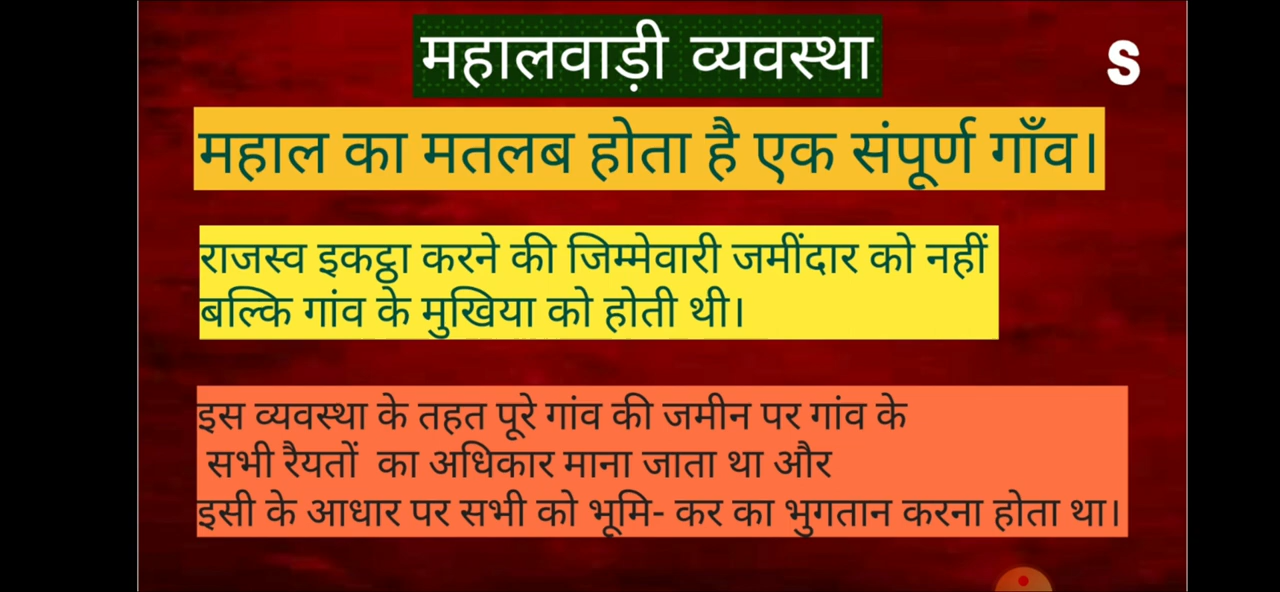 महालवाड़ी व्यवस्था
S
महाल का मतलब होता है एक संपूर्ण गाँव।
राजस्व इकट्ठा करने की जिम्मेवारी जमींदार को नहीं
बल्कि गांव के मुखिया को होती थी।
इस व्यवस्था के तहत पूरे गांव की जमीन पर गांव के
सभी रैयतों का अधिकार माना जाता था और
इसी के आधार पर सभी को भूमि- कर का भुगतान करना होता था।